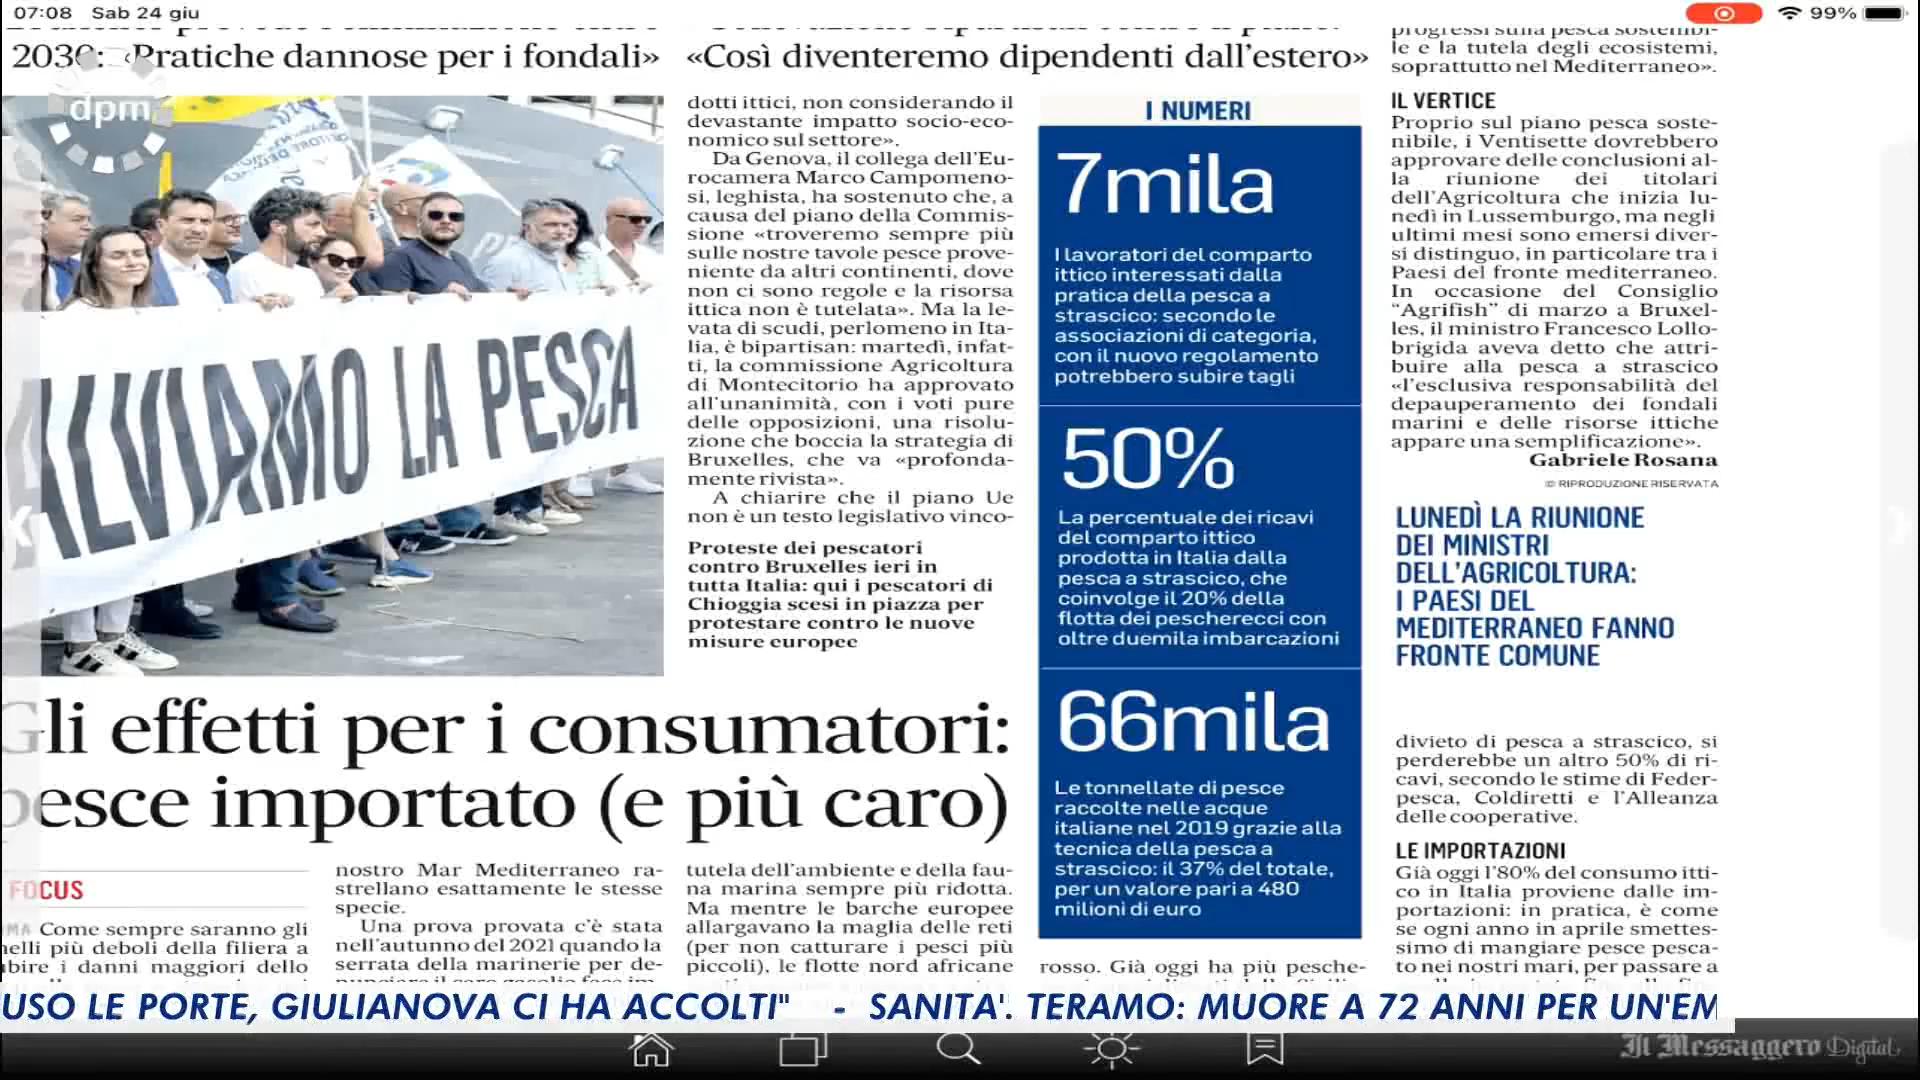 07:08 Sab 24 giu
99%
2030: «Pratiche dannose per i fondali»
«Così diventeremo dipendenti dall'estero»
dpm
ALVIAMO LA PESCA
dotti ittici, non considerando il
devastante impatto socio-eco-
nomico sul settore».
Da Genova, il collega dell'Eu-
rocamera Marco Campomeno-
si, leghista, ha sostenuto che, a
causa del piano della Commis-
sione «troveremo sempre più
sulle nostre tavole pesce prove-
niente da altri continenti, dove
non ci sono regole e la risorsa
ittica non è tutelata». Ma la le-
vata di scudi, perlomeno in Ita-
lia, è bipartisan: martedì, infat-
ti, la commissione Agricoltura
di Montecitorio ha approvato
all'unanimità, con i voti pure
delle opposizioni, una risolu-
zione che boccia la strategia di
Bruxelles, che va «profonda-
mente rivista».
A chiarire che il piano Ue
non è un testo legislativo vinco-
Proteste dei pescatori
contro Bruxelles ieri in
tutta Italia: qui i pescatori di
Chioggia scesi in piazza per
protestare contro le nuove
misure europee
I NUMERI
7mila
I lavoratori del comparto
ittico interessati dalla
pratica della pesca a
strascico: secondo le
associazioni di categoria,
con il nuovo regolamento
potrebbero subire tagli
50%
La percentuale dei ricavi
del comparto ittico
prodotta in Italia dalla
pesca a strascico, che
coinvolge il 20% della
flotta dei pescherecci con
oltre duemila imbarcazioni
66mila
Le tonnellate di pesce
raccolte nelle acque
italiane nel 2019 grazie alla
tecnica della pesca a
strascico: il 37% del totale,
per un valore pari a 480
milioni di euro
progressi sulla pesca sostenibi-
le e la tutela degli ecosistemi,
soprattutto nel Mediterraneo».
IL VERTICE
Proprio sul piano pesca soste-
nibile, i Ventisette dovrebbero
approvare delle conclusioni al-
la riunione dei titolari
dell'Agricoltura che inizia lu-
nedì in Lussemburgo, ma negli
ultimi mesi sono emersi diver-
si distinguo, in particolare tra i
Paesi del fronte mediterraneo.
In occasione del Consiglio
“Agrifish” di marzo a Bruxel-
les, il ministro Francesco Lollo-
brigida aveva detto che attri-
buire alla pesca a strascico
«l'esclusiva responsabilità del
depauperamento dei fondali
marini e delle risorse ittiche
appare una semplificazione».
Gabriele Rosana
© RIPRODUZIONE RISERVATA
LUNEDÌ LA RIUNIONE
DEI MINISTRI
DELL'AGRICOLTURA:
I PAESI DEL
MEDITERRANEO FANNO
FRONTE COMUNE
Gli effetti per i consumatori:
pesce importato (e più caro)
FOCUS
Come sempre saranno gli
nelli più deboli della filiera a
bire i danni maggiori dello
nostro Mar Mediterraneo ra-
strellano esattamente le stesse
specie.
Una prova provata c'è stata
nell'autunno del 2021 quando la
serrata della marinerie per de-
tutela dell'ambiente e della fau-
na marina sempre più ridotta.
Ma mentre le barche europee
allargavano la maglia delle reti
(per non catturare i pesci più
piccoli), le flotte nord africane
rosso. Già oggi ha più pesche-
divieto di pesca a strascico, si
perderebbe un altro 50% di ri-
cavi, secondo le stime di Feder-
pesca, Coldiretti e l'Alleanza
delle cooperative.
LE IMPORTAZIONI
Già oggi l'80% del consumo itti-
co in Italia proviene dalle im-
portazioni: in pratica, è come
se ogni anno in aprile smettes-
simo di mangiare pesce pesca-
to nei nostri mari, per passare a
USO LE PORTE, GIULIANOVA CI HA ACCOLTI" - SANITA'. TERAMO: MUORE A 72 ANNI PER UN'EM
Il Messaggero Digital